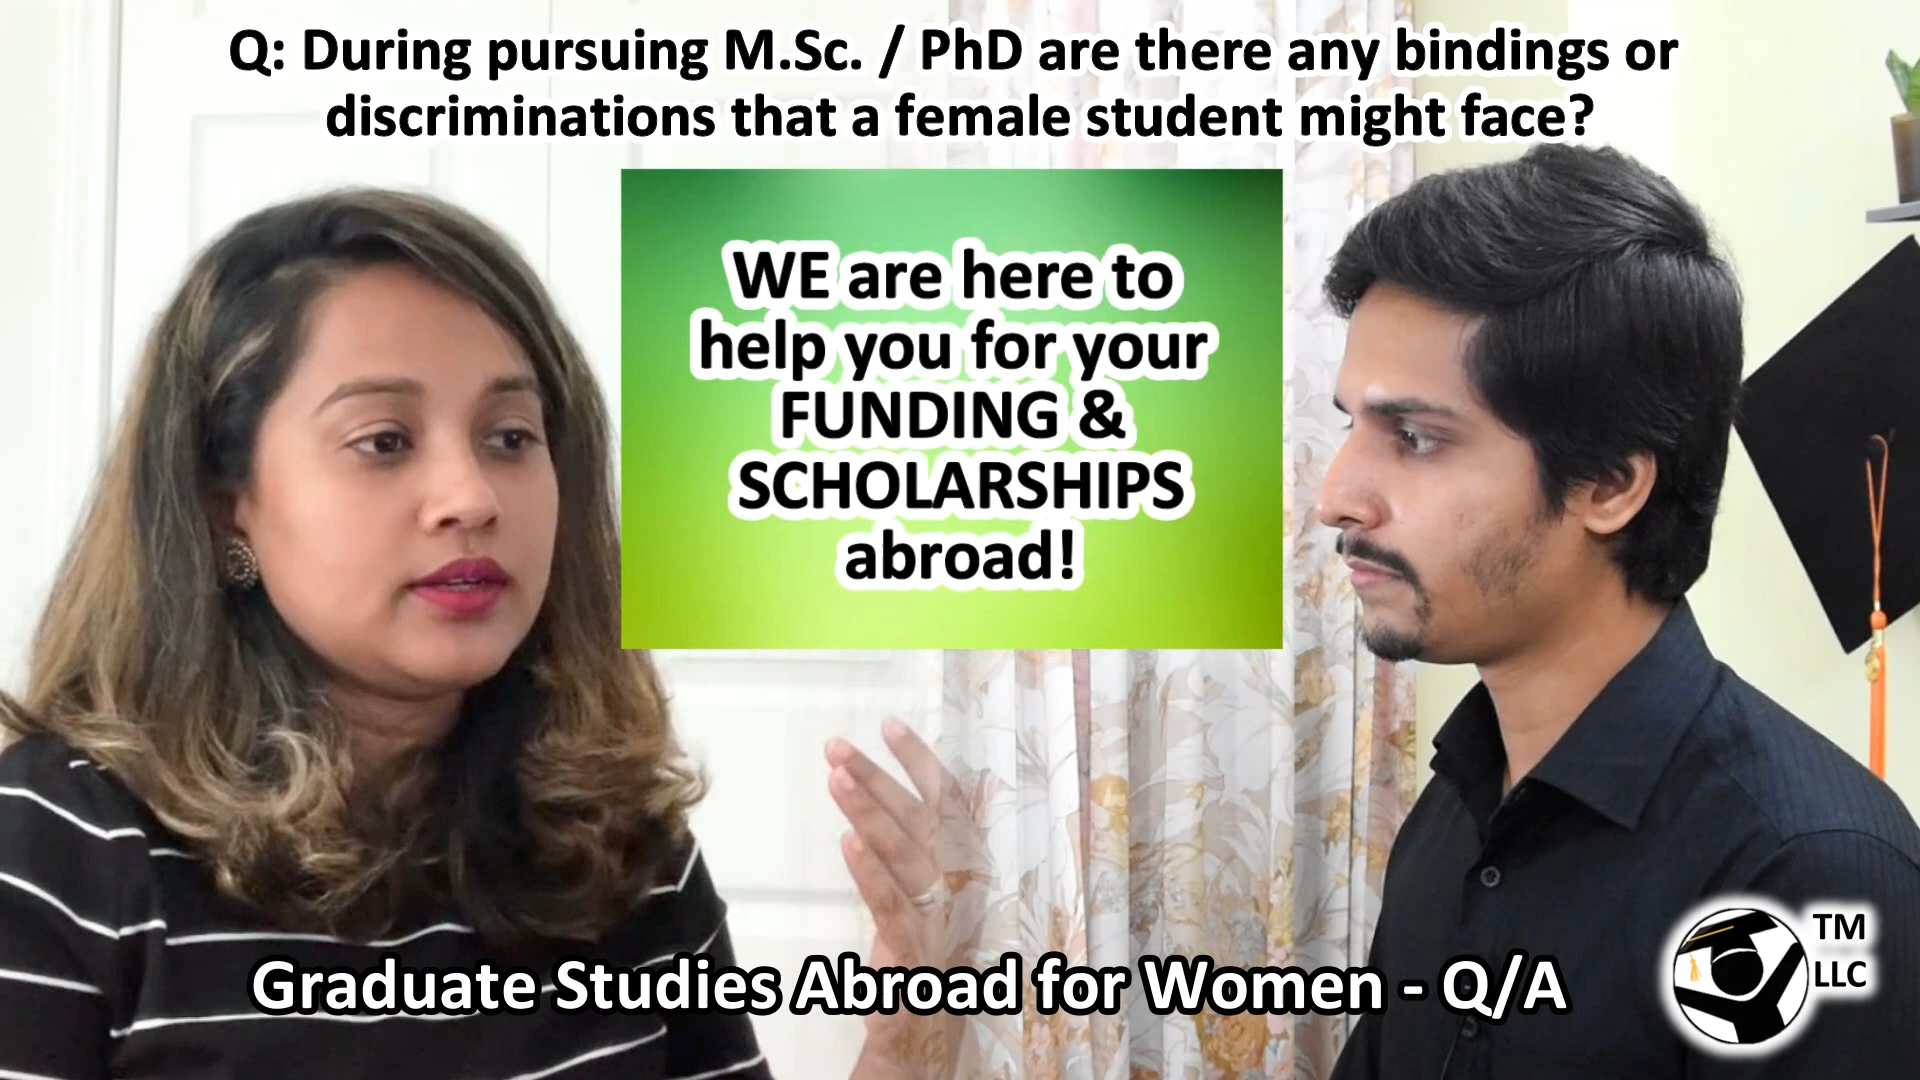 Q: During pursuing M.Sc. / PhD are there any bindings or
discriminations that a female student might face?
WE are here to
help you for your
FUNDING &
SCHOLARSHIPS
abroad!
Graduate Studies Abroad for Women - Q/A
TM
LLC